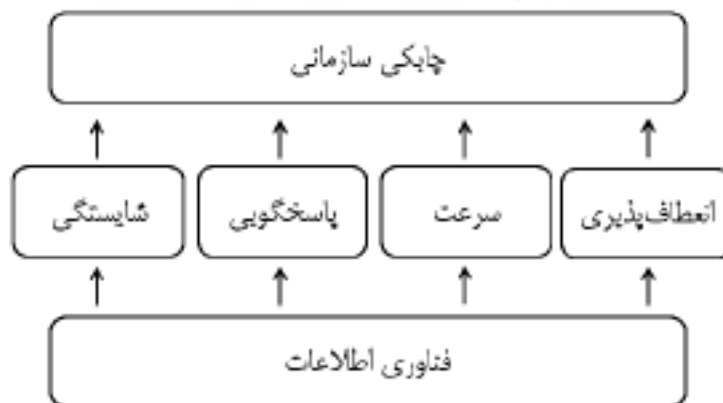 چابکی سازمانی
انعطاف‌پذیری
سرعت
پاسخگویی
شایستگی
فناوری اطلاعات